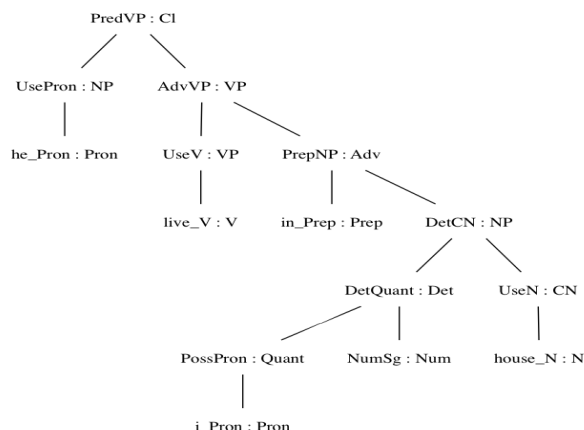 PredVP : Cl
UsePron : NP AdvVP : VP
he_Pron : Pron UseV : VP PrepNP : Adv
live_V : V in_Prep : Prep DetCN : NP
DetQuant : Det UseN : CN
PossPron : Quant NumSg : Num house_N : N
i_Pron : Pron